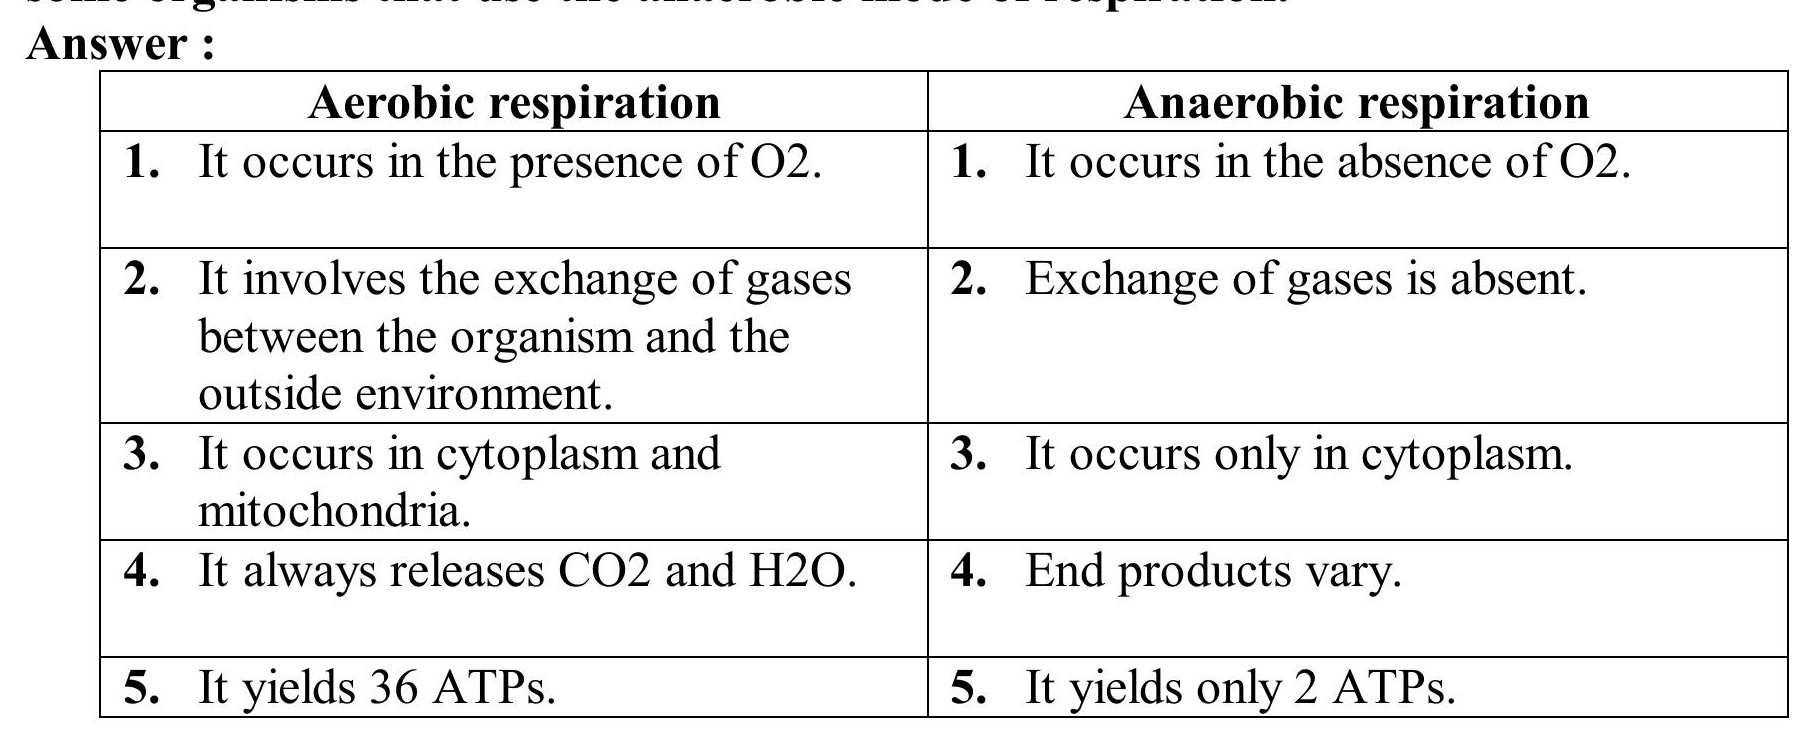 some organisms that use the anaerobic mode of respiration.
Answer :
Aerobic respiration
Anaerobic respiration
1. It occurs in the presence of O2.
1. It occurs in the absence of O2.
2. It involves the exchange of gases
between the organism and the
outside environment.
2. Exchange of gases is absent.
3. It occurs in cytoplasm and
mitochondria.
3. It occurs only in cytoplasm.
4. It always releases CO2 and H2O.
4. End products vary.
5. It yields 36 ATPs.
5. It yields only 2 ATPs.